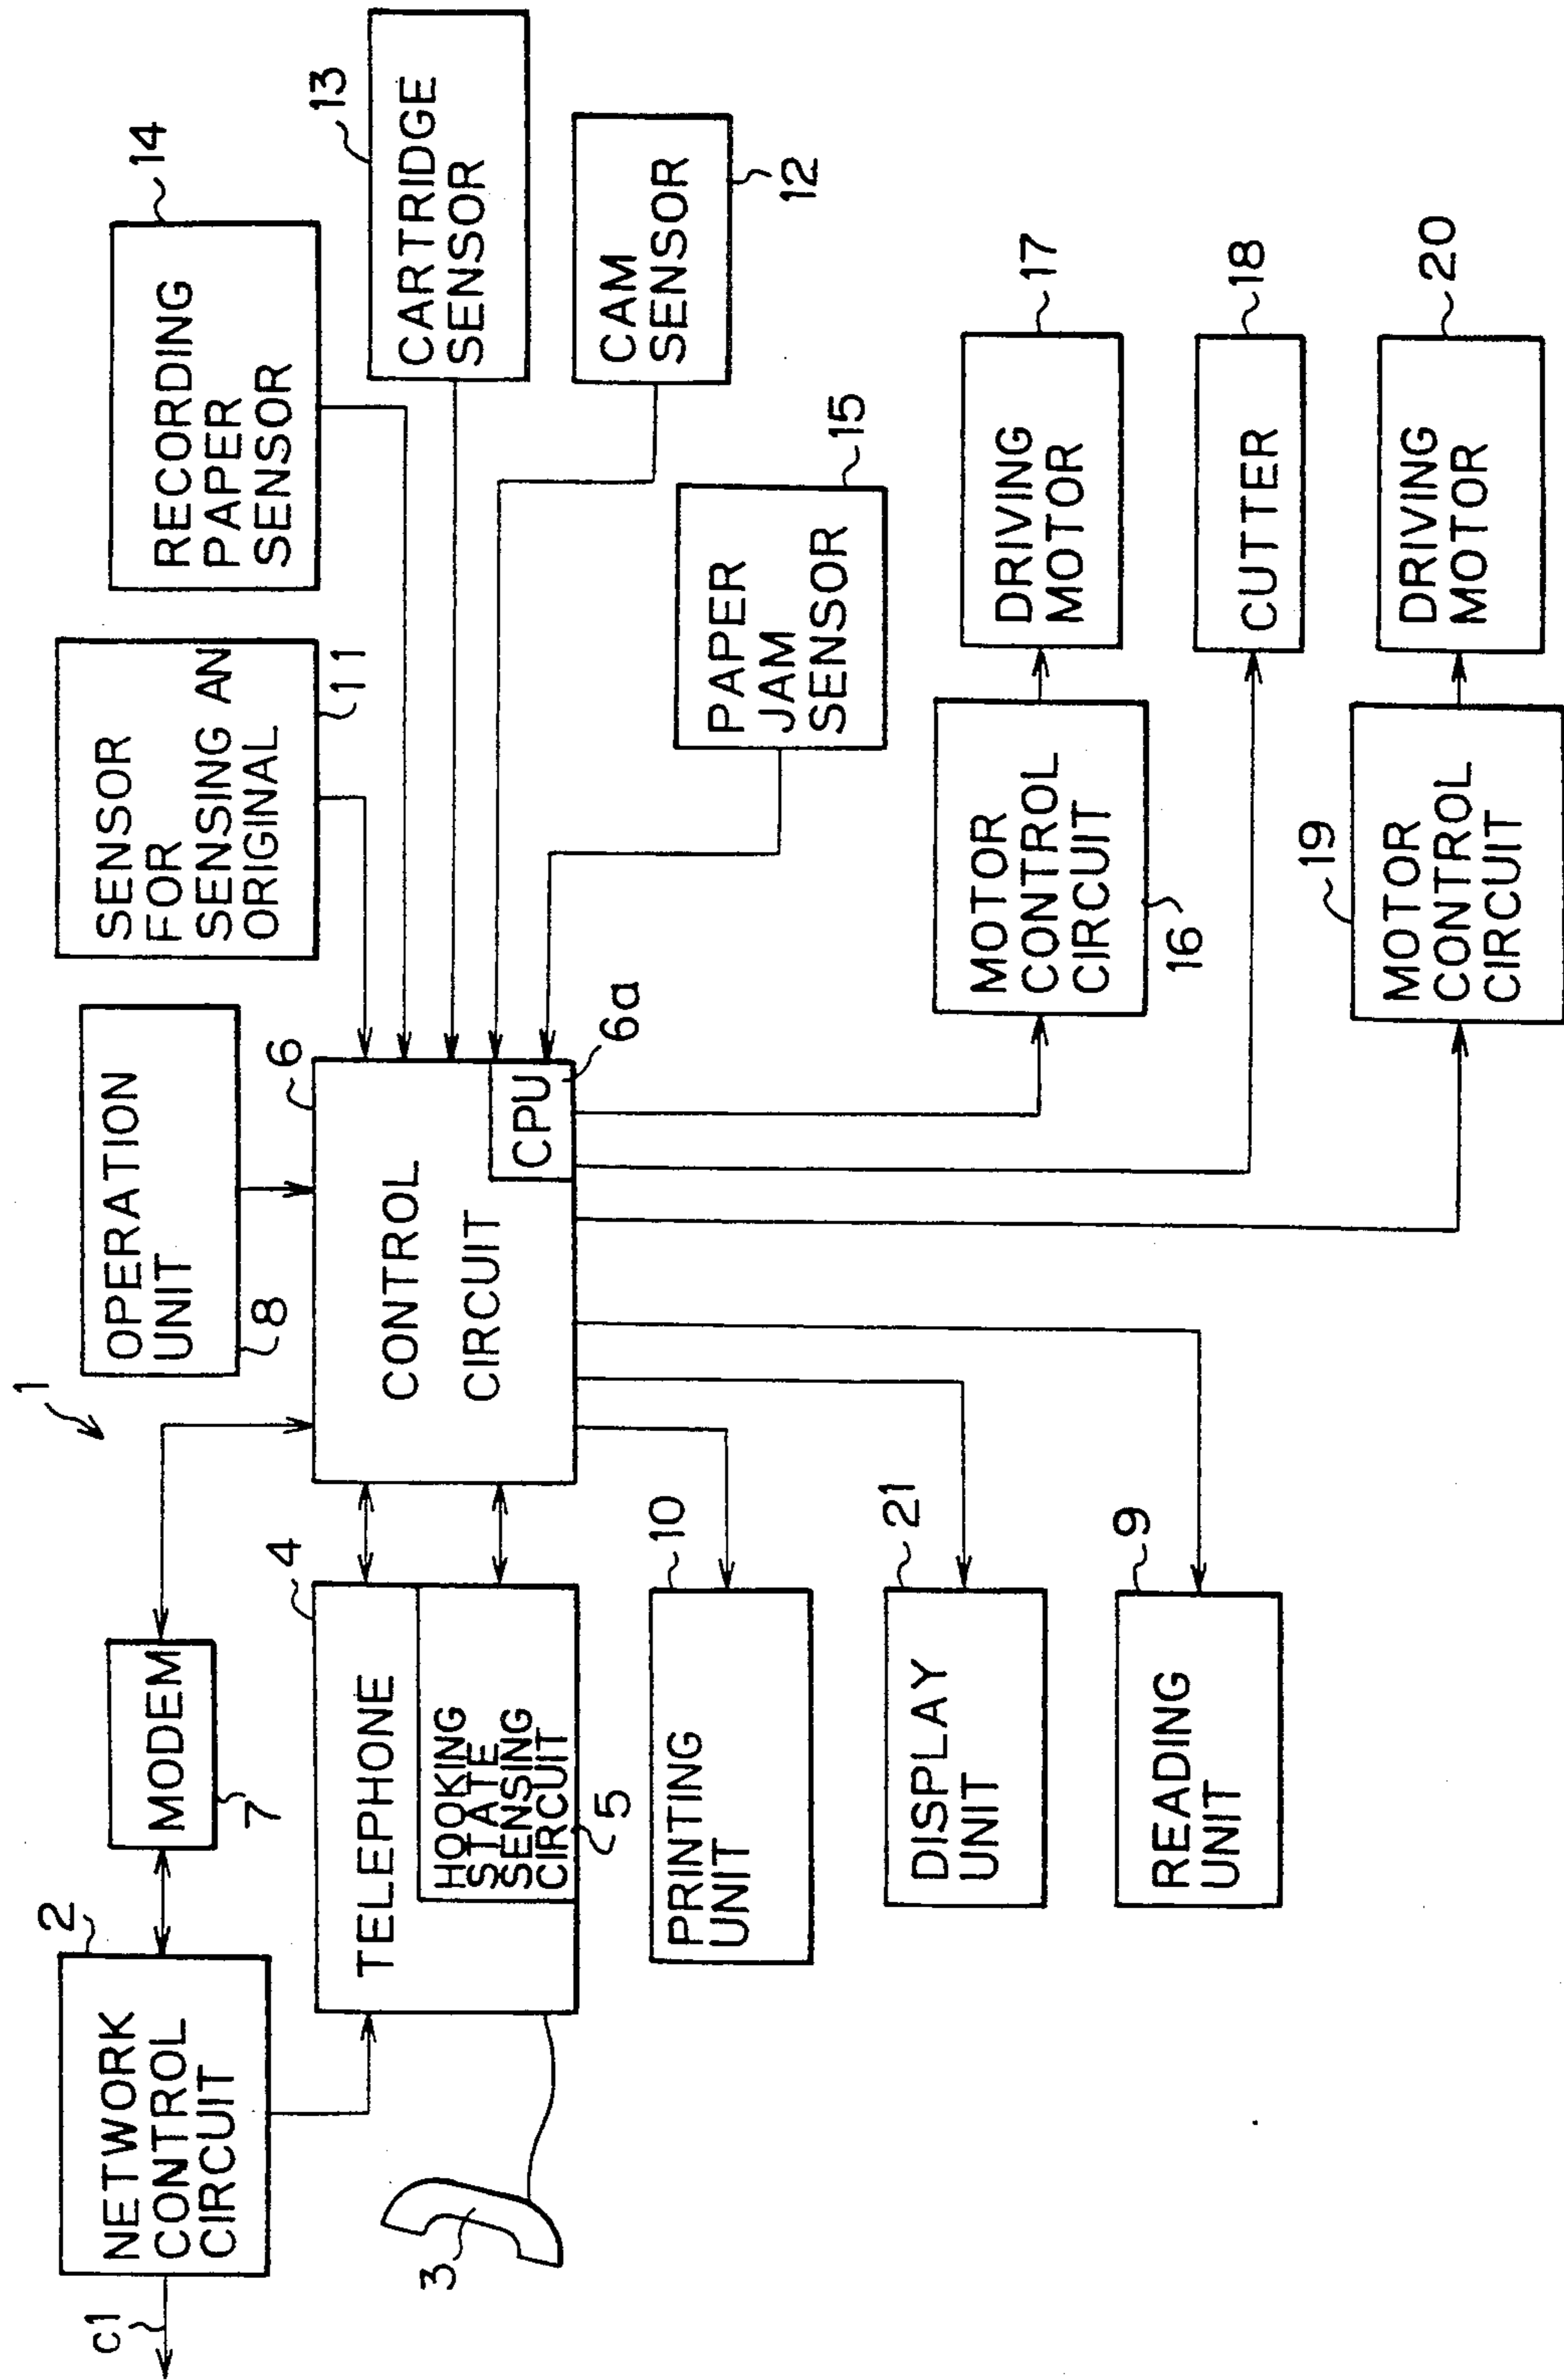 1
c1
2
NETWORK
CONTROL
CIRCUIT
MODEM
7
OPERATION
UNIT
8
SENSOR
FOR
SENSING AN
ORIGINAL
11
14
RECORDING
PAPER
SENSOR
13
CARTRIDGE
SENSOR
CAM
SENSOR
12
3
4
TELEPHONE
HOOKING
STATE
SENSING
CIRCUIT
5
6
CONTROL
CIRCUIT
CPU
6a
PAPER
JAM
SENSOR
15
10
PRINTING
UNIT
21
DISPLAY
UNIT
9
READING
UNIT
MOTOR
CONTROL
CIRCUIT
16
DRIVING
MOTOR
17
CUTTER
18
19
MOTOR
CONTROL
CIRCUIT
DRIVING
MOTOR
20